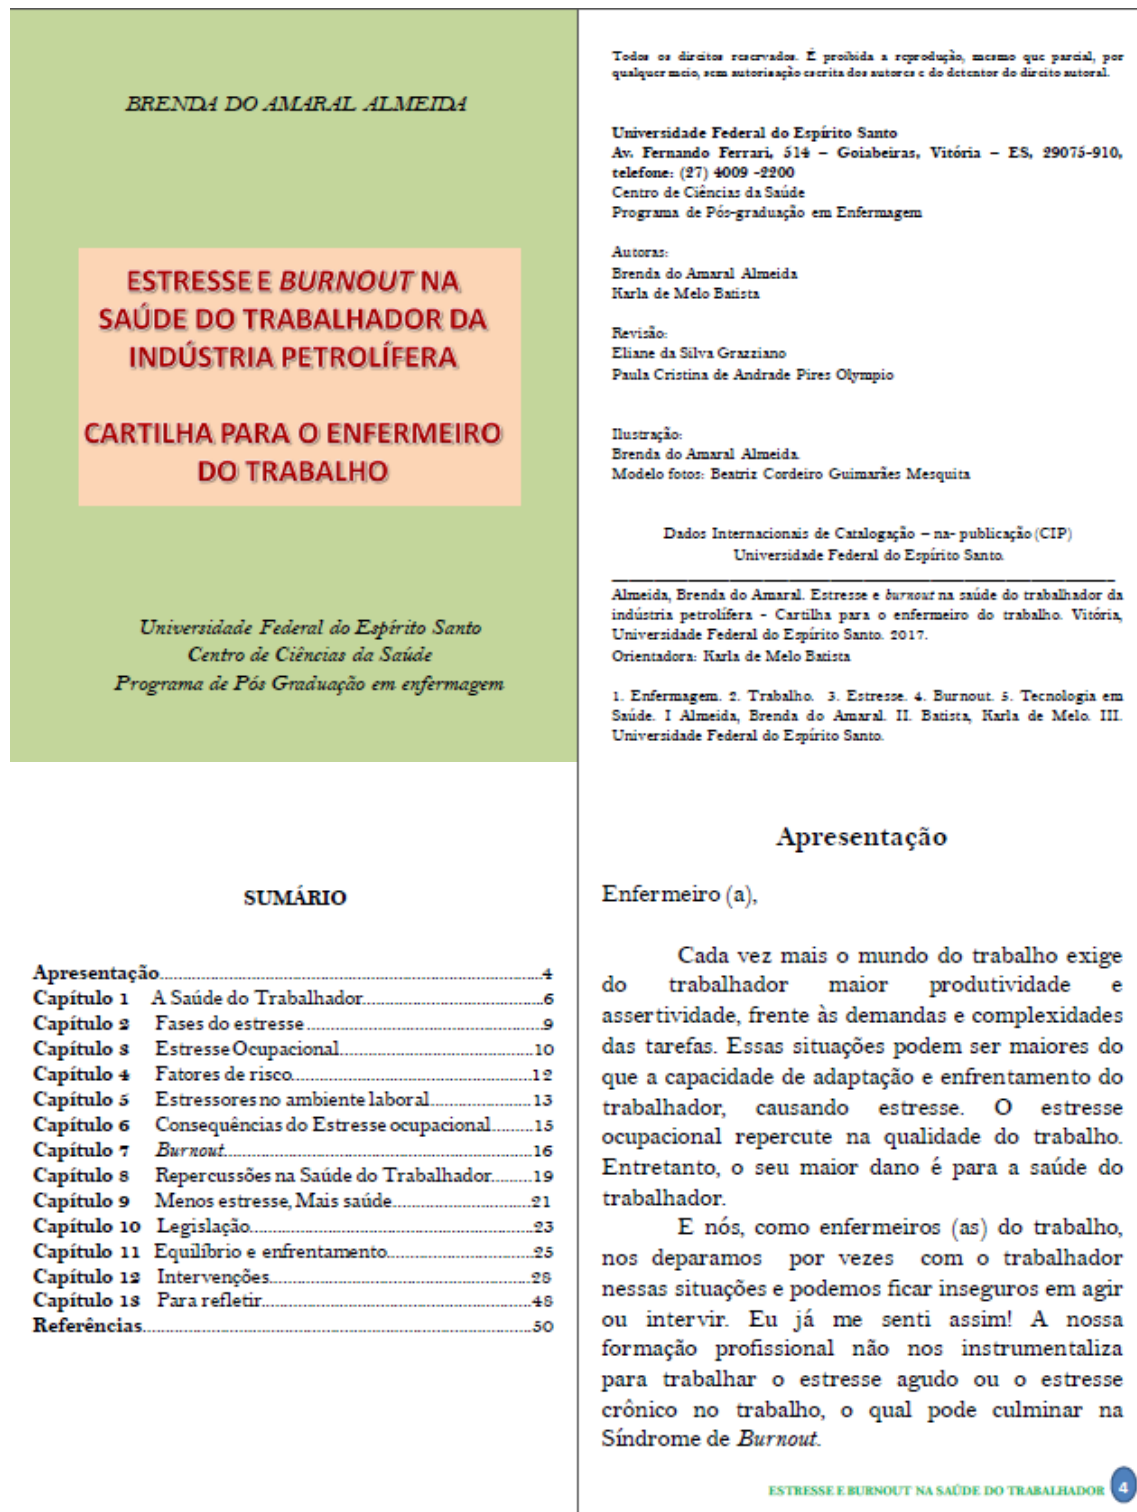 BRENDA DO AMARAL ALMEIDA
ESTRESSE E BURNOUT NA
SAÚDE DO TRABALHADOR DA
INDÚSTRIA PETROLÍFERA
CARTILHA PARA O ENFERMEIRO
DO TRABALHO
Universidade Federal do Espírito Santo
Centro de Ciências da Saúde
Programa de Pós Graduação em enfermagem
Todos os direitos reservados. É proibida a reprodução, mesmo que parcial, por
qualquer meio, sem autorização escrita dos autores e do detentor do direito autoral.
Universidade Federal do Espírito Santo
Av. Fernando Ferrari, 514 – Goiabeiras, Vitória – ES, 29075-910,
telefone: (27) 4009 -2200
Centro de Ciências da Saúde
Programa de Pós-graduação em Enfermagem
Autoras:
Brenda do Amaral Almeida
Karla de Melo Batista
Revisão:
Eliane da Silva Grazziano
Paula Cristina de Andrade Pires Olympio
Ilustração:
Brenda do Amaral Almeida.
Modelo fotos: Beatriz Cordeiro Guimarães Mesquita
Dados Internacionais de Catalogação – na- publicação (CIP)
Universidade Federal do Espírito Santo.
Almeida, Brenda do Amaral. Estresse e burnout na saúde do trabalhador da
indústria petrolífera - Cartilha para o enfermeiro do trabalho. Vitória,
Universidade Federal do Espírito Santo. 2017.
Orientadora: Karla de Melo Batista
1. Enfermagem. 2. Trabalho. 3. Estresse. 4. Burnout. 5. Tecnologia em
Saúde. I Almeida, Brenda do Amaral. II. Batista, Karla de Melo. III.
Universidade Federal do Espírito Santo.
SUMÁRIO
Apresentação.....4
Capítulo 1 A Saúde do Trabalhador.....6
Capítulo 2 Fases do estresse.....9
Capítulo 3 Estresse Ocupacional.....10
Capítulo 4 Fatores de risco.....12
Capítulo 5 Estressores no ambiente laboral.....13
Capítulo 6 Consequências do Estresse ocupacional.....15
Capítulo 7 Burnout.....16
Capítulo 8 Repercussões na Saúde do Trabalhador.....19
Capítulo 9 Menos estresse, Mais saúde.....21
Capítulo 10 Legislação.....23
Capítulo 11 Equilíbrio e enfrentamento.....25
Capítulo 12 Intervenções.....28
Capítulo 13 Para refletir.....48
Referências.....50
Apresentação
Enfermeiro (a),
Cada vez mais o mundo do trabalho exige
do trabalhador maior produtividade e
assertividade, frente às demandas e complexidades
das tarefas. Essas situações podem ser maiores do
que a capacidade de adaptação e enfrentamento do
trabalhador, causando estresse. O estresse
ocupacional repercute na qualidade do trabalho.
Entretanto, o seu maior dano é para a saúde do
trabalhador.
E nós, como enfermeiros (as) do trabalho,
nos deparamos por vezes com o trabalhador
nessas situações e podemos ficar inseguros em agir
ou intervir. Eu já me senti assim! A nossa
formação profissional não nos instrumentaliza
para trabalhar o estresse agudo ou o estresse
crônico no trabalho, o qual pode culminar na
Síndrome de Burnout.
ESTRESSE E BURNOUT NA SAÚDE DO TRABALHADOR 4